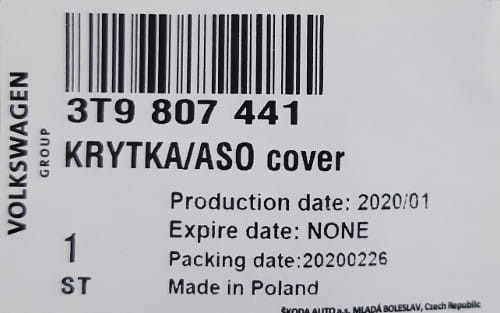 VOLKSWAGEN
GROUP
3T9 807 441
KRYTKA/ASO cover
Production date: 2020/01
Expire date: NONE
1
Packing date:20200226
ST
Made in Poland
ŠKODA AUTO a.s. MLADÁ BOLESLAV, Czech Republic